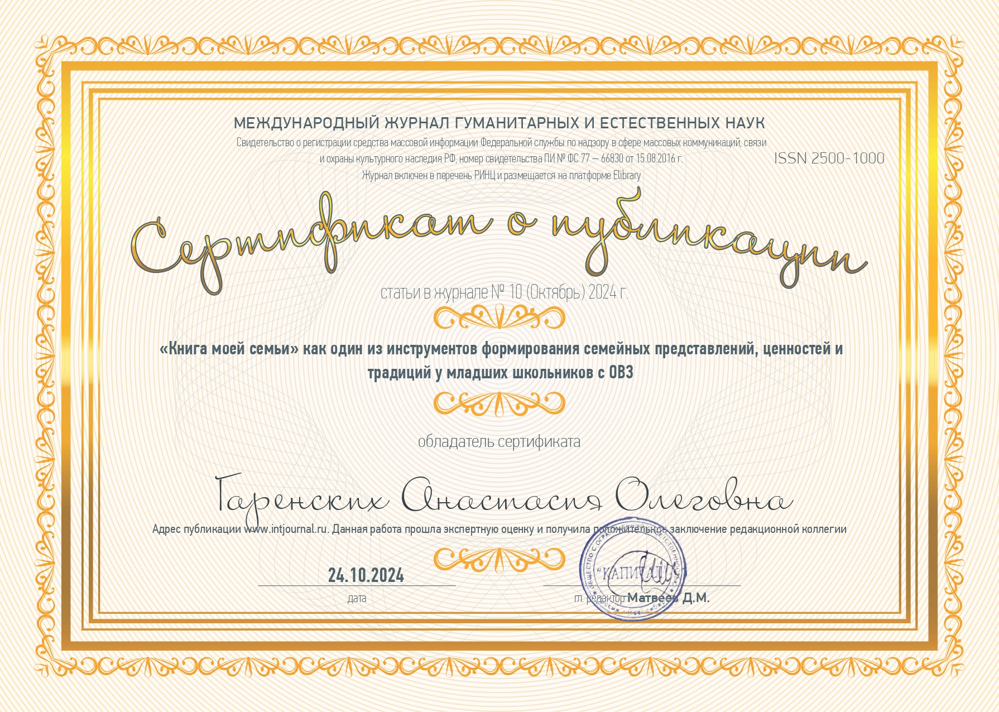 МЕЖДУНАРОДНЫЙ ЖУРНАЛ ГУМАНИТАРНЫХ И ЕСТЕСТВЕННЫХ НАУК
Свидетельство о регистрации средства массовой информации Федеральной службы по надзору в сфере массовых коммуникаций, связи
и охраны культурного наследия РФ, номер свидетельства ПИ № ФС 77 – 66830 от 15.08.2016 г.
ISSN 2500-1000
Журнал включен в перечень РИНЦ и размещается на платформе Elibrary
Сертификат о публикации
статьи в журнале № 10 (Октябрь) 2024 г.
«Книга моей семьи» как один из инструментов формирования семейных представлений, ценностей и
традиций у младших школьников с ОВЗ
обладатель сертификата
Гаренских Анастасия Олеговна
Адрес публикации www.intjournal.ru. Данная работа прошла экспертную оценку и получила положительное заключение редакционной коллегии
24.10.2024
дата
гл. редактор Матвеев Д.М.
ОБЩЕСТВО С ОГРАНИЧЕННОЙ ОТВЕТСТВЕННОСТЬЮ
"КАПИТАЛ"